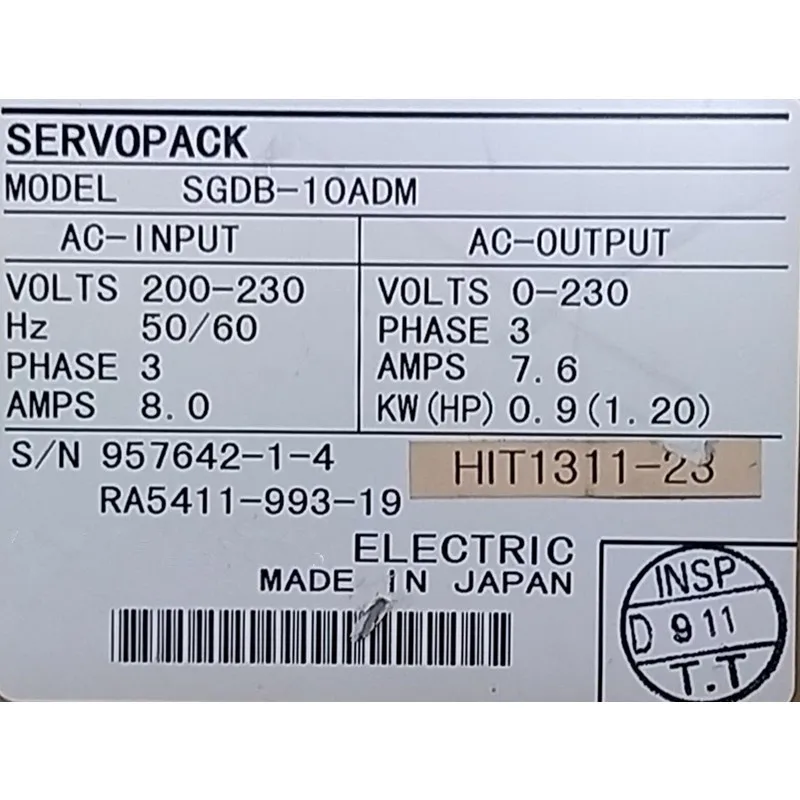 SERVOPACK
MODEL SGDB-10ADM
AC-INPUT
VOLTS 200-230
Hz 50/60
PHASE 3
AMPS 8.0
AC-OUTPUT
VOLTS 0-230
PHASE 3
AMPS 7.6
KW(HP) 0.9(1.20)
S/N 957642-1-4
RA5411-993-19
HIT1311-23
ELECTRIC
MADE IN JAPAN
INSP
D 911
T.T